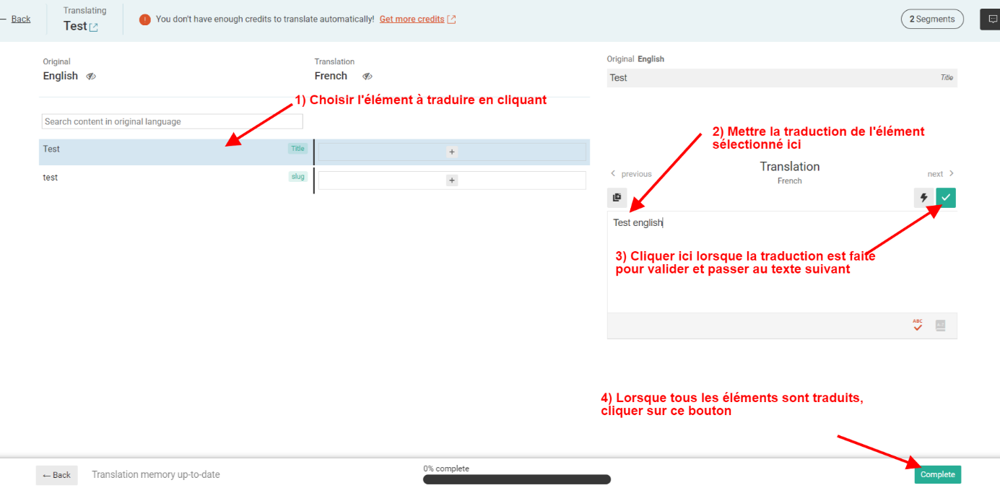 Back
Translating
Test
You don't have enough credits to translate automatically! Get more credits
2 Segments
Original
English
Translation
French
1) Choisir l'élément à traduire en cliquant
Search content in original language
Test Title
test slug
Original English
Test Title
2) Mettre la traduction de l'élément
sélectionné ici
Translation
previous
next
French
Test english
3) Cliquer ici lorsque la traduction est faite
pour valider et passer au texte suivant
ABC
4) Lorsque tous les éléments sont traduits,
cliquer sur ce bouton
← Back
Translation memory up-to-date
0% complete
Complete